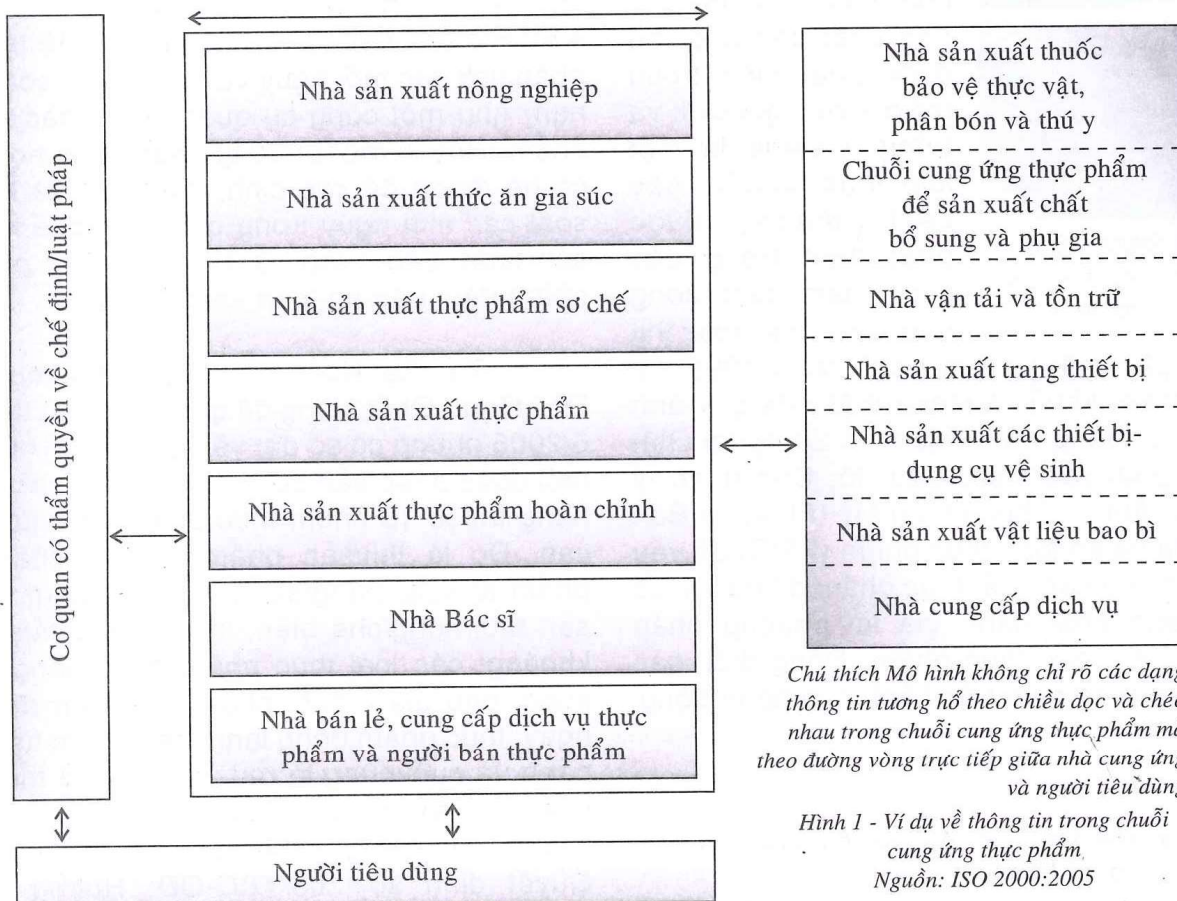 Cơ quan có thẩm quyền về chế định/luật pháp
Nhà sản xuất nông nghiệp
Nhà sản xuất thức ăn gia súc
Nhà sản xuất thực phẩm sơ chế
Nhà sản xuất thực phẩm
Nhà sản xuất thực phẩm hoàn chỉnh
Nhà Bác sĩ
Nhà bán lẻ, cung cấp dịch vụ thực
phẩm và người bán thực phẩm
Người tiêu dùng
Nhà sản xuất thuốc
bảo vệ thực vật,
phân bón và thú y
Chuỗi cung ứng thực phẩm
để sản xuất chất
bổ sung và phụ gia
Nhà vận tải và tồn trữ
Nhà sản xuất trang thiết bị
Nhà sản xuất các thiết bị-
dụng cụ vệ sinh
Nhà sản xuất vật liệu bao bì
Nhà cung cấp dịch vụ
Chú thích Mô hình không chỉ rõ các dạng
thông tin tương hổ theo chiều dọc và chéo
nhau trong chuỗi cung ứng thực phẩm mà
theo đường vòng trực tiếp giữa nhà cung ứng
và người tiêu dùng
Hình 1 - Ví dụ về thông tin trong chuỗi
cung ứng thực phẩm
Nguồn: ISO 2000:2005